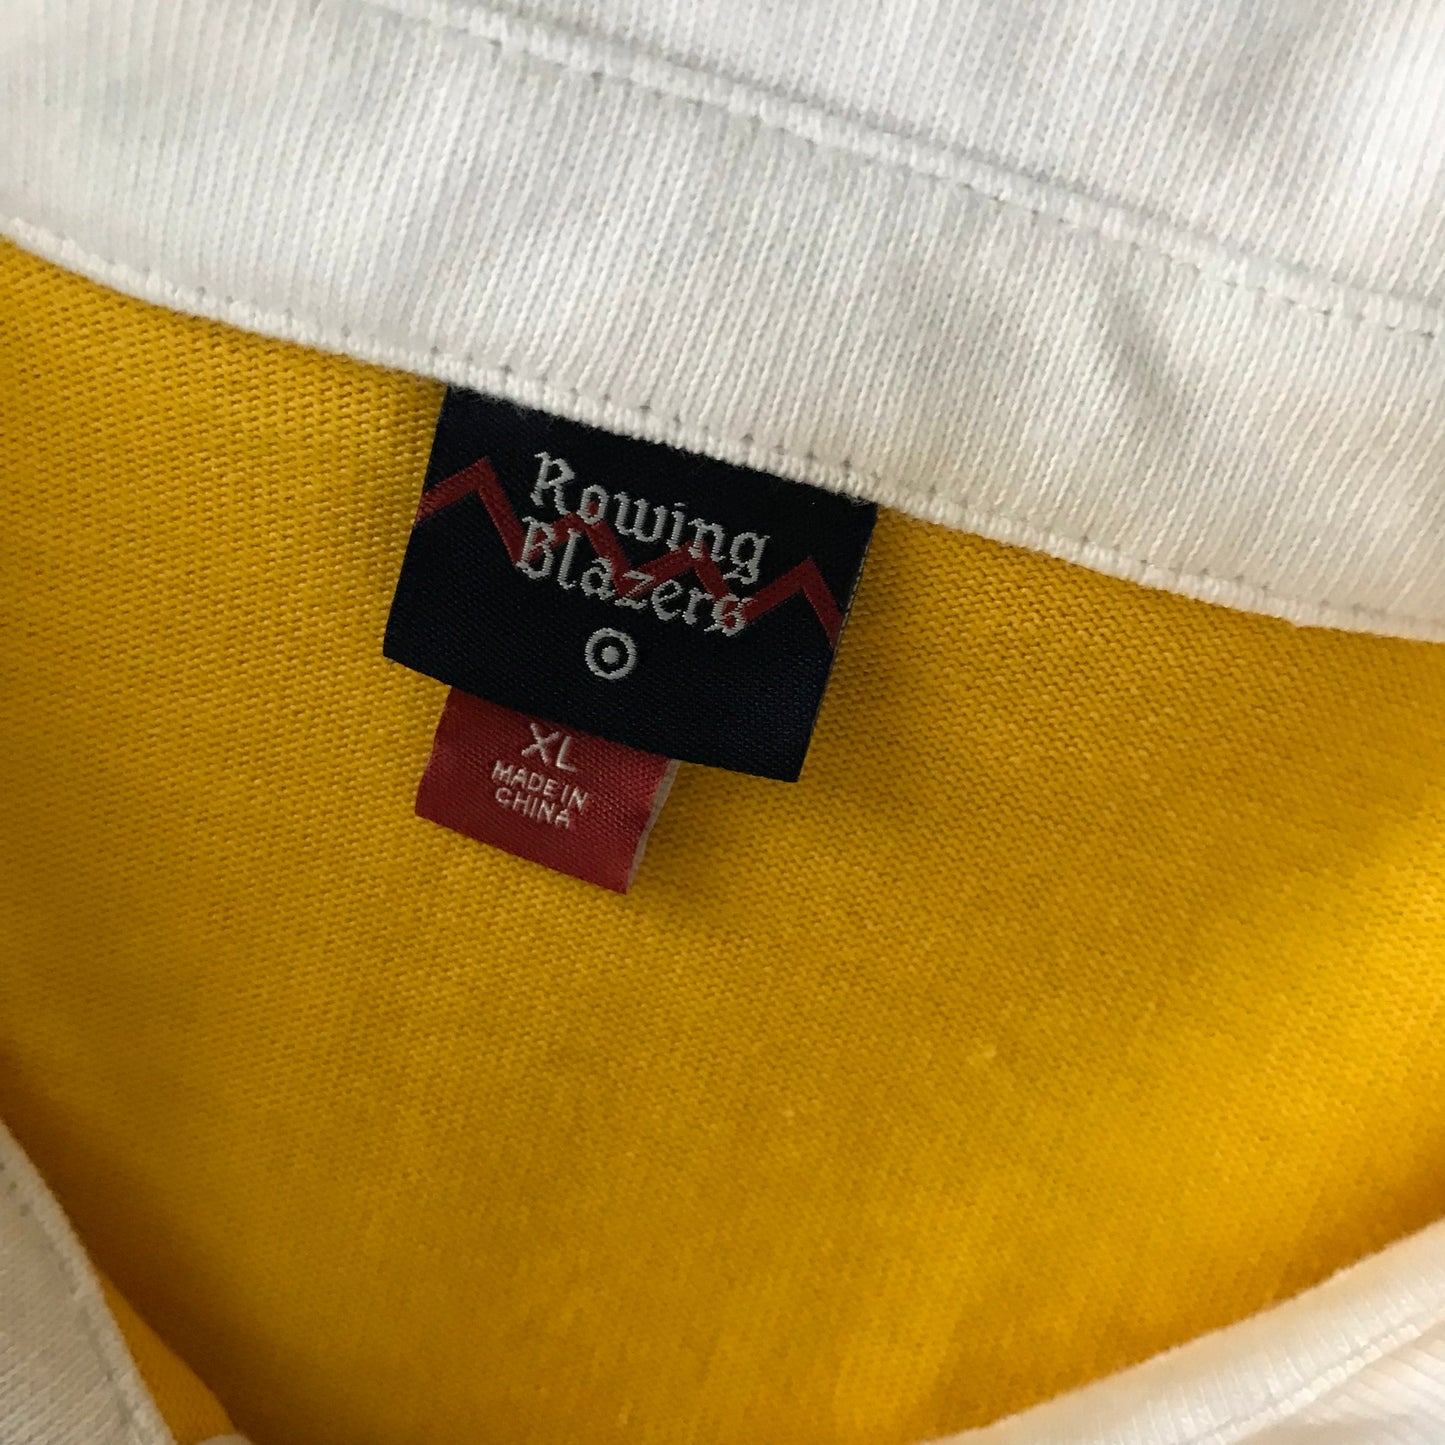 Rowing
Blazers
XL
MADE IN
CHINA